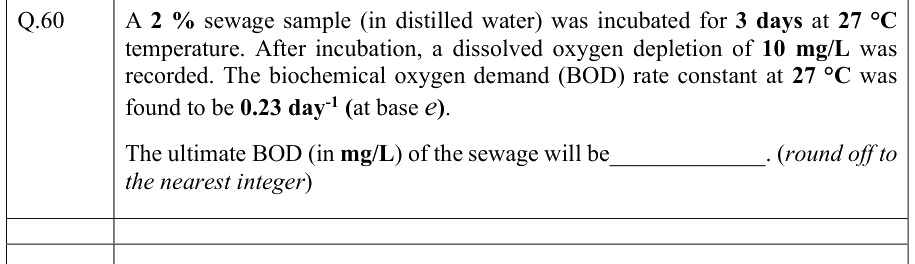 Q.60
A 2 % sewage sample (in distilled water) was incubated for 3 days at 27 °C
temperature. After incubation, a dissolved oxygen depletion of 10 mg/L was
recorded. The biochemical oxygen demand (BOD) rate constant at 27 °C was
found to be 0.23 day⁻¹ (at base e).
The ultimate BOD (in mg/L) of the sewage will be______________. (round off to
the nearest integer)